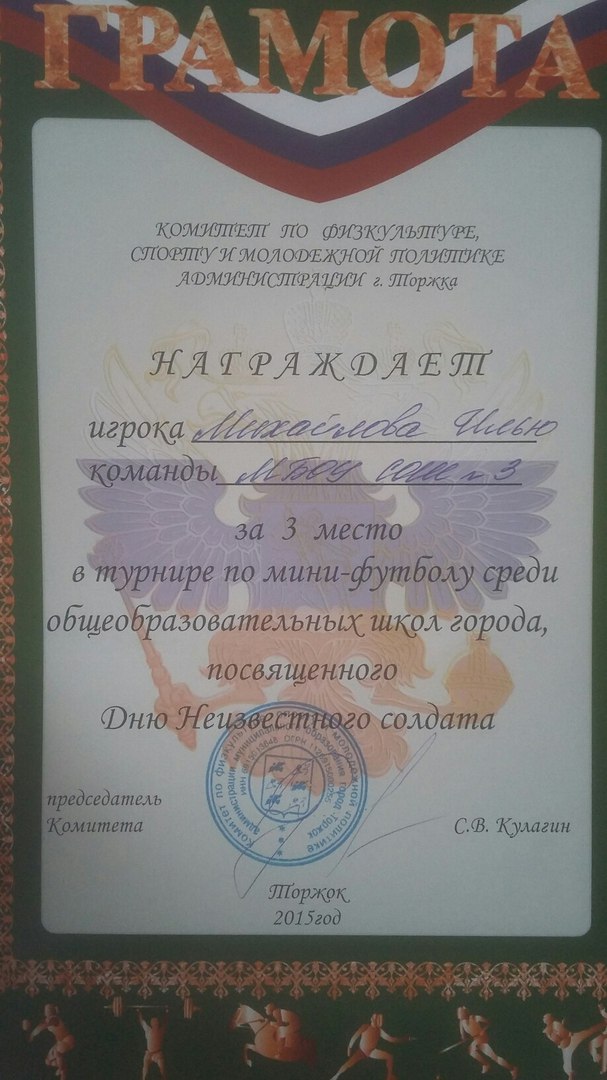 ГРАМОТА
КОМИТЕТ ПО ФИЗКУЛЬТУРЕ,
СПОРТУ И МОЛОДЕЖНОЙ ПОЛИТИКЕ
АДМИНИСТРАЦИИ г. Торжка
НАГРАЖДАЕТ
игрока Михайлова Илью
команды МБОУ СОШ № 3
за 3 место
в турнире по мини-футболу среди
общеобразовательных школ города,
посвященного
Дню Неизвестного солдата
председатель
Комитета
С.В. Кулагин
Торжок
2015год